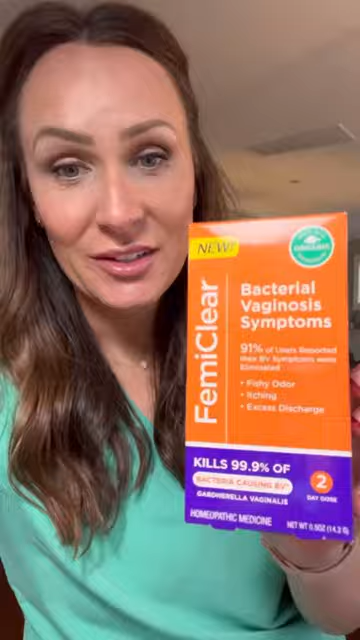 NEW!
FemiClear
Bacterial
Vaginosis
Symptoms
91% of Users Reported
their BV Symptoms were
Eliminated
• Fishy Odor
• Itching
• Excess Discharge
KILLS 99.9% OF
BACTERIA CAUSING BV*
GARDNERELLA VAGINALIS
2
DAY DOSE
HOMEOPATHIC MEDICINE
NET WT 0.5OZ (14.2 G)